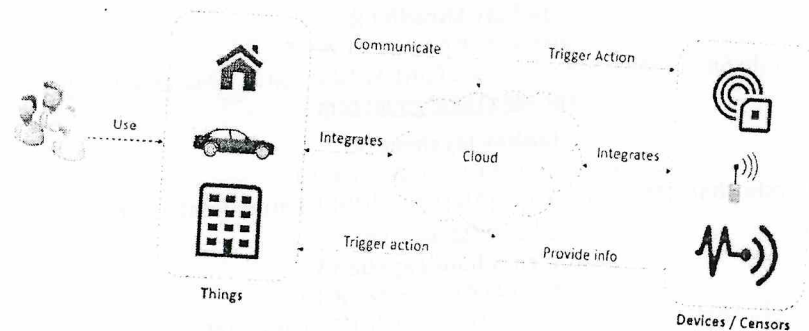 Communicate
Trigger Action
Use
Integrates
Cloud
Integrates
Trigger action
Provide info
Things
Devices / Censors